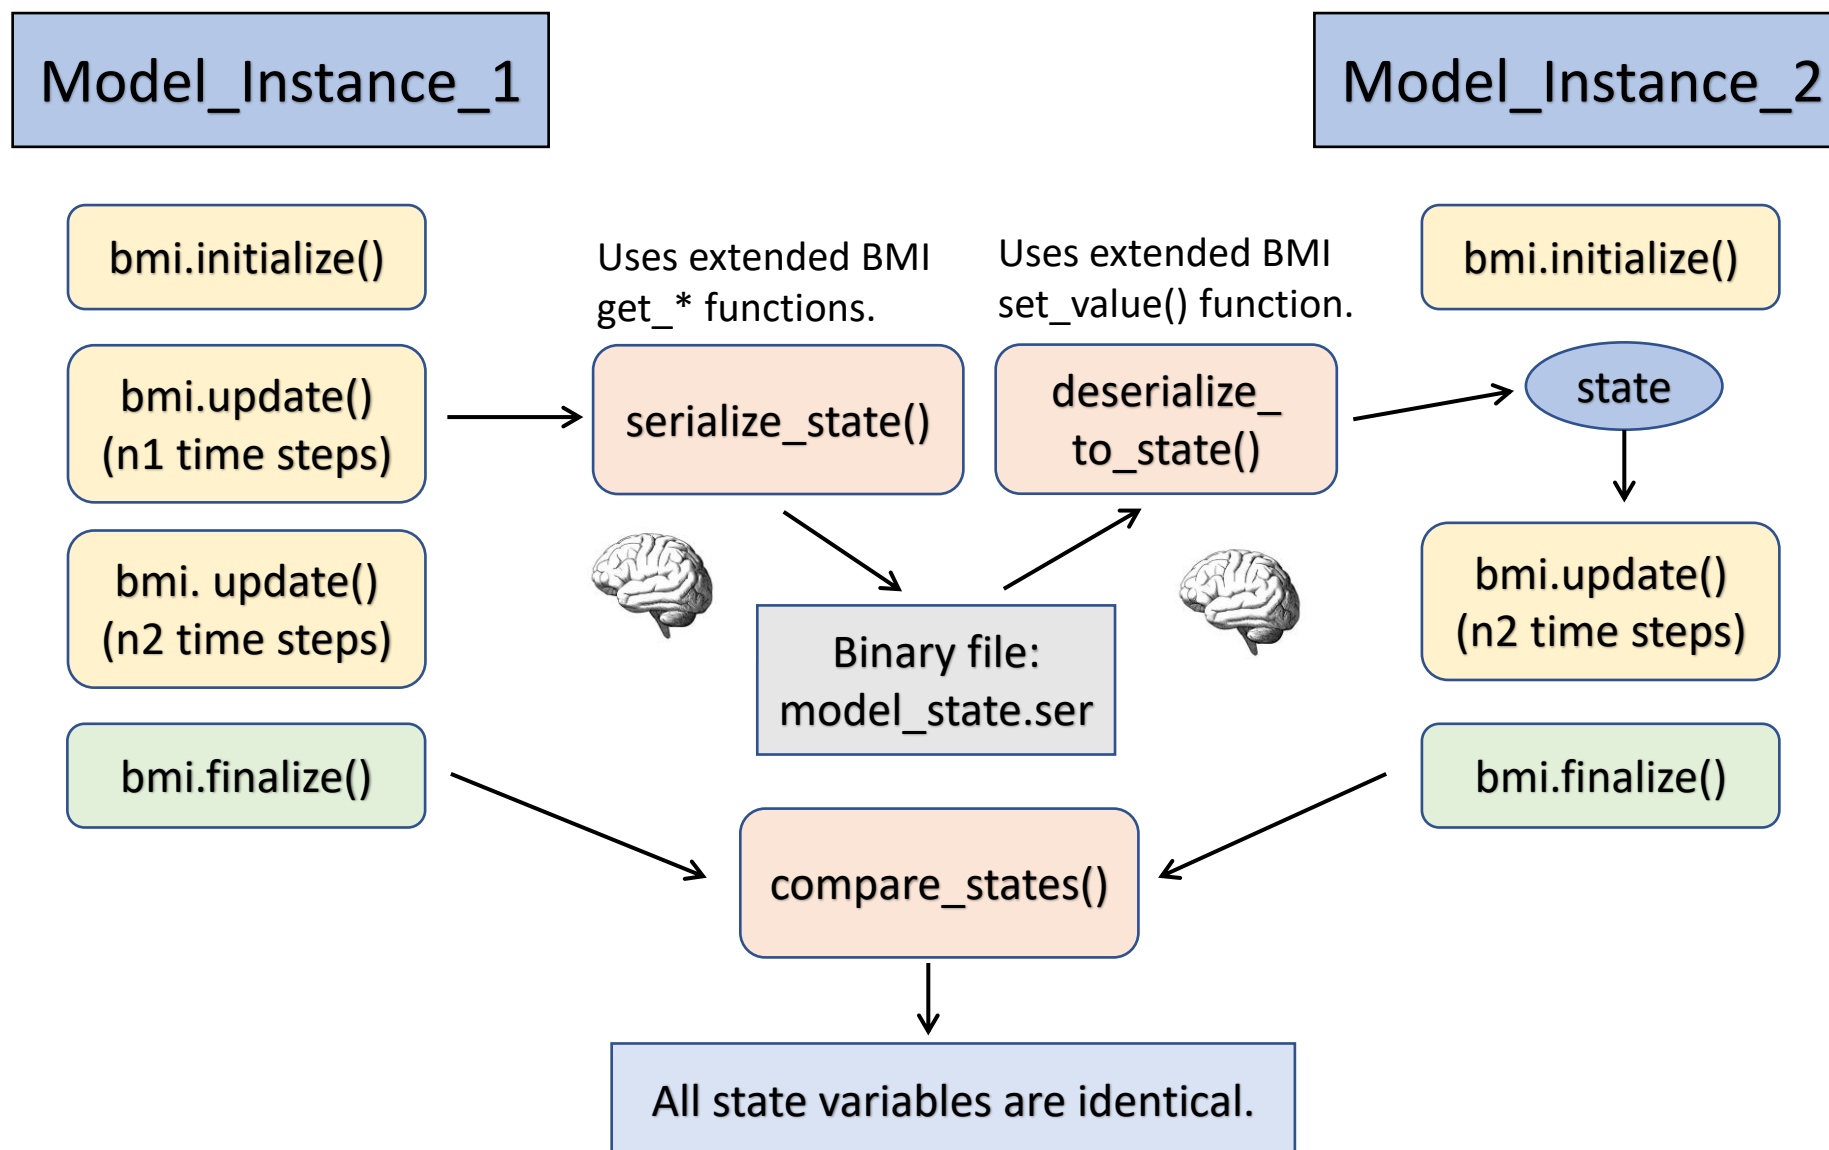 Model_Instance_1
Model_Instance_2
bmi.initialize()
Uses extended BMI
get_* functions.
Uses extended BMI
set_value() function.
bmi.initialize()
bmi.update()
(n1 time steps)
serialize_state()
deserialize_
to_state()
state
bmi. update()
(n2 time steps)
Binary file:
model_state.ser
bmi.update()
(n2 time steps)
bmi.finalize()
bmi.finalize()
compare_states()
All state variables are identical.